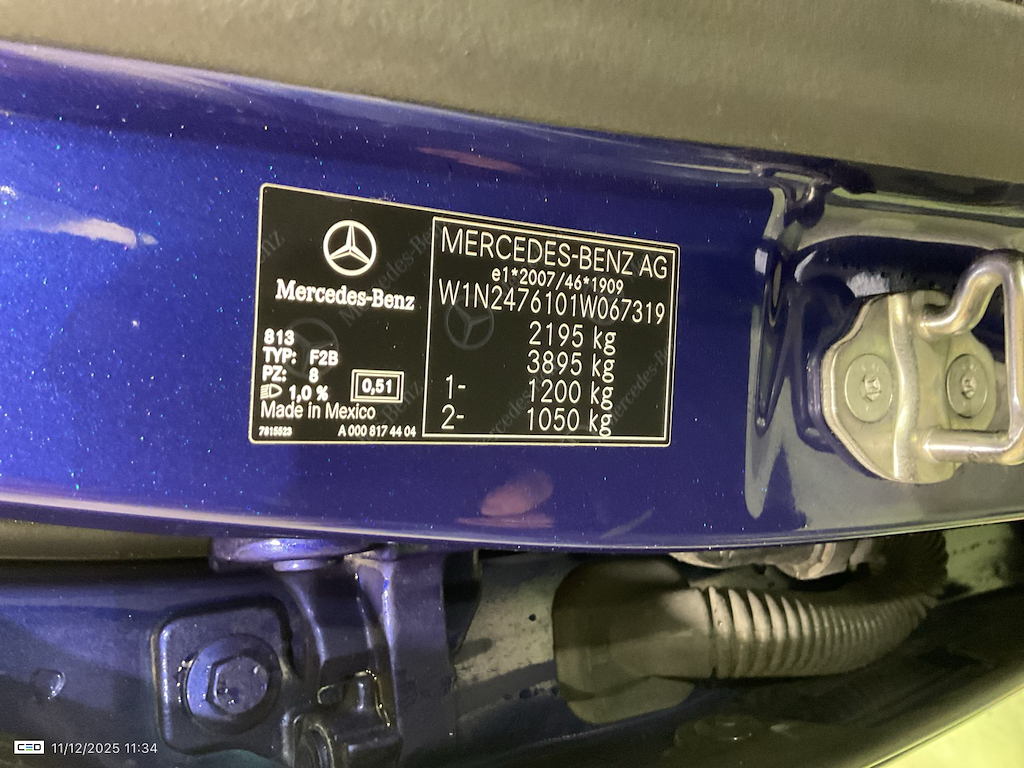 Mercedes-Benz
813
TYP: F2B
PZ: 8
1,0 %
0,51
Made in Mexico
7815523
A 000 817 44 04
MERCEDES-BENZ AG
e1*2007/46*1909
W1N2476101W067319
2195 kg
3895 kg
1- 1200 kg
2- 1050 kg
CEO 11/12/2025 11:34